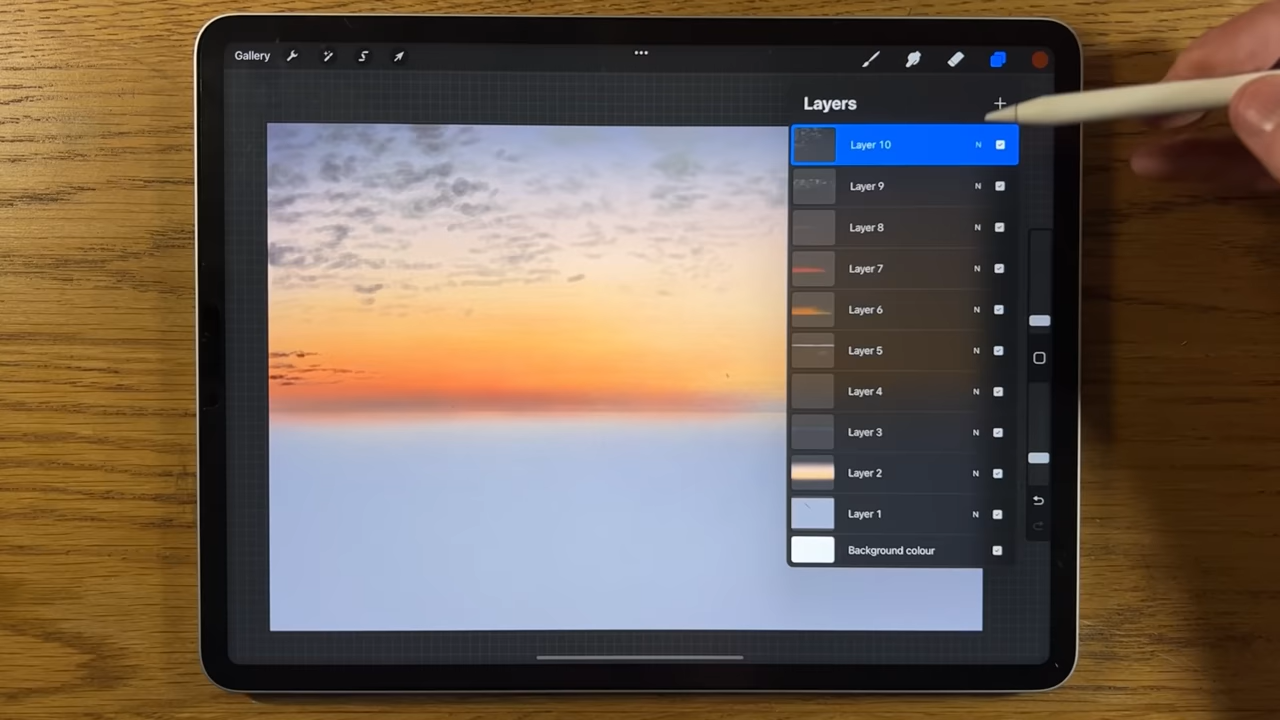 Gallery
Layers
Layer 10 N
Layer 9 N
Layer 8 N
Layer 7 N
Layer 6 N
Layer 5 N
Layer 4 N
Layer 3 N
Layer 2 N
Layer 1 N
Background colour